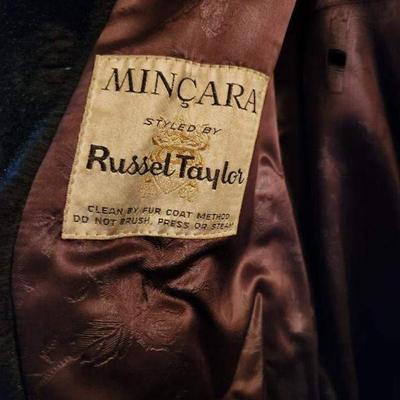 MINÇARA
STYLED BY
Russel Taylor
CLEAN BY FUR COAT METHOD
DO NOT BRUSH, PRESS OR STEAM